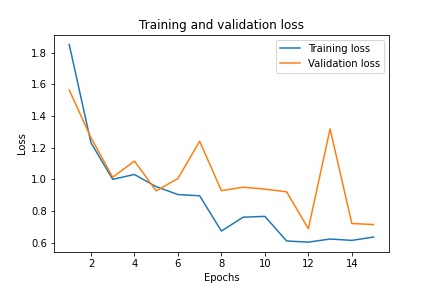 Training and validation loss
Training loss
Validation loss
1.8
1.6
1.4
1.2
1.0
0.8
0.6
Loss
2 4 6 8 10 12 14
Epochs